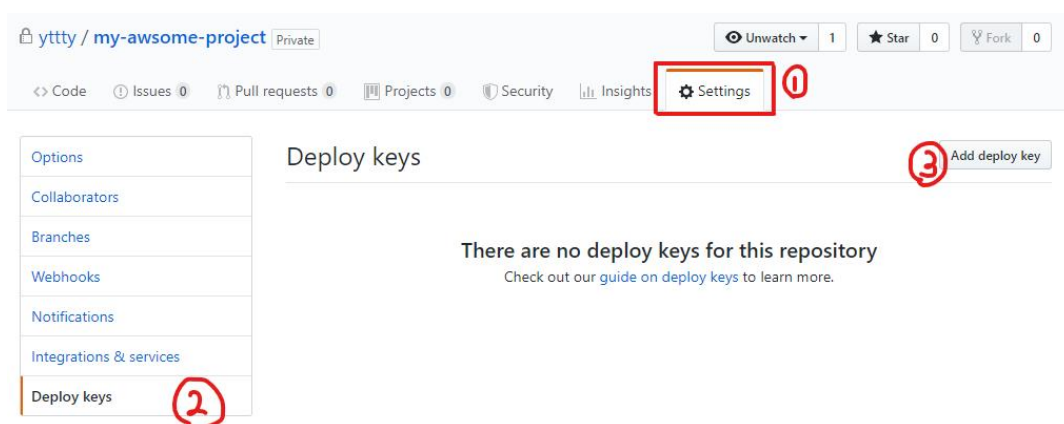 yttty / my-awsome-project Private Unwatch 1 Star 0 Fork 0
Code Issues 0 Pull requests 0 Projects 0 Security Insights Settings 1
Options
Collaborators
Branches
Webhooks
Notifications
Integrations & services
Deploy keys 2
Deploy keys 3 Add deploy key
There are no deploy keys for this repository
Check out our guide on deploy keys to learn more.